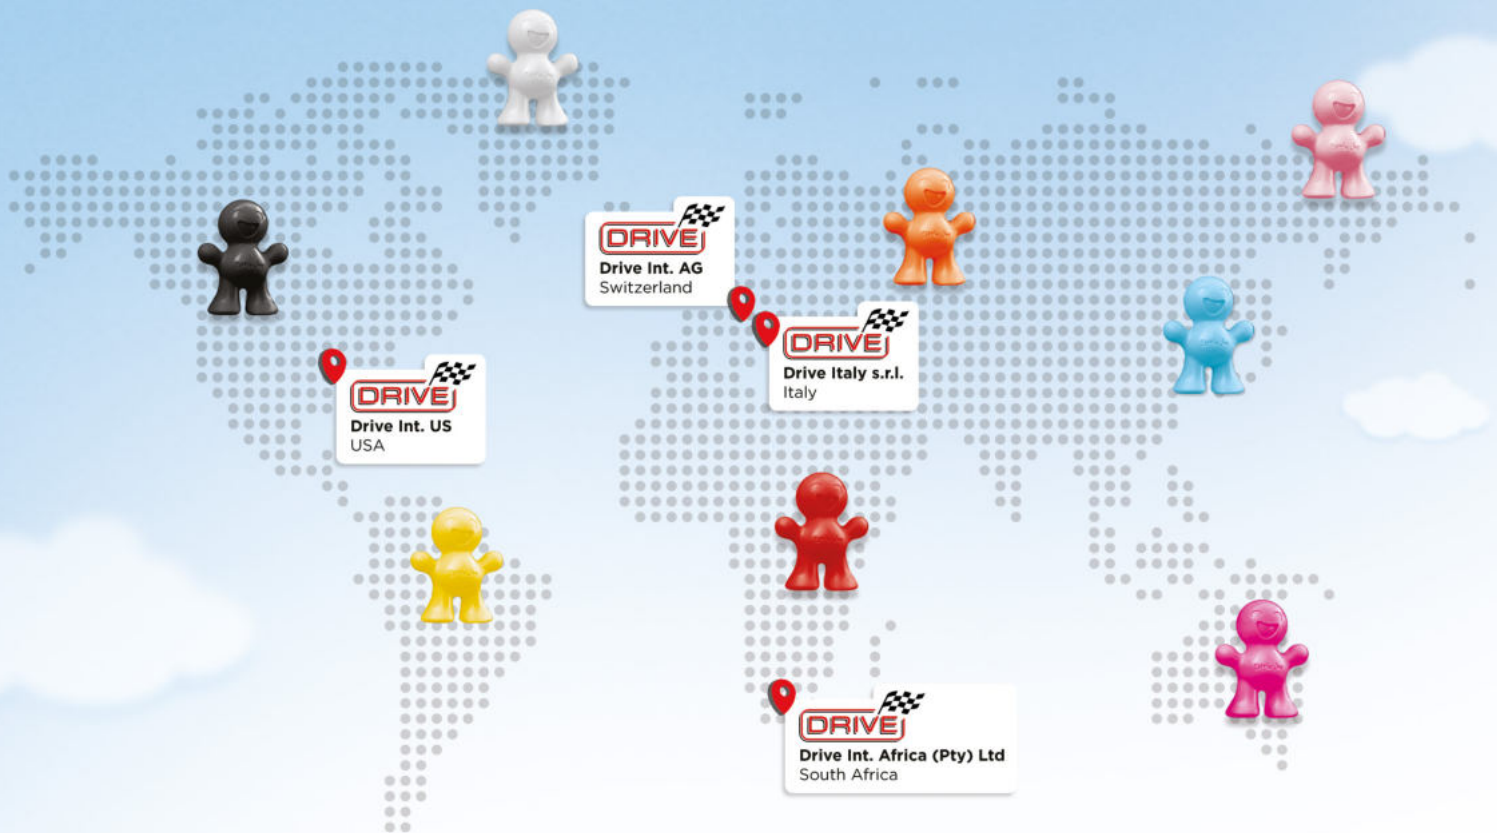 DRIVE
Drive Int. AG
Switzerland
DRIVE
Drive Italy s.r.l.
Italy
DRIVE
Drive Int. US
USA
DRIVE
Drive Int. Africa (Pty) Ltd
South Africa